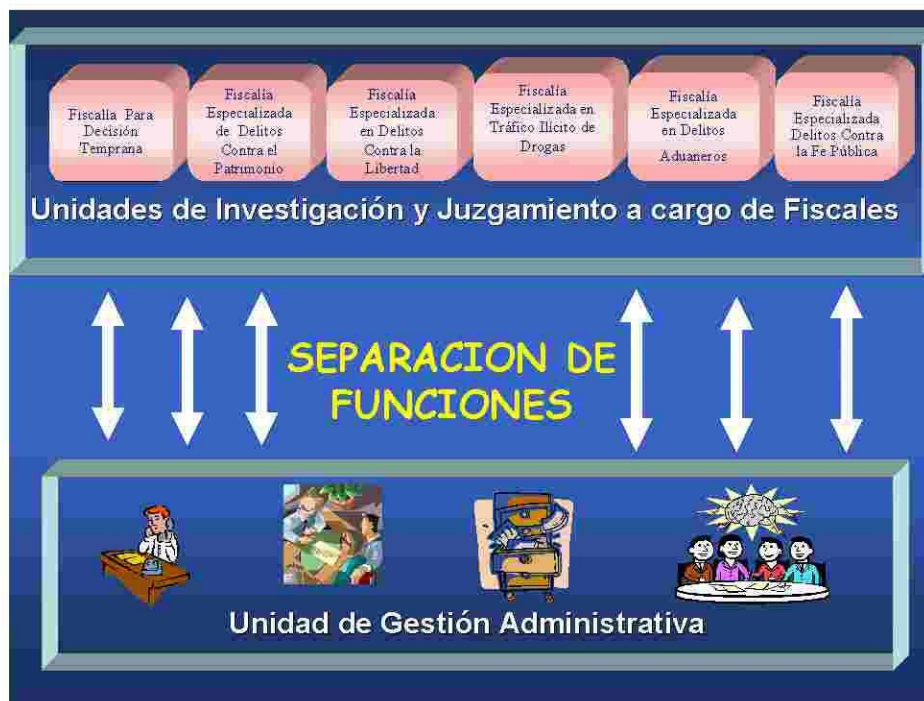 Fiscalía Para
Decisión
Temprana
Fiscalía
Especializada
de Delitos
Contra el
Patrimonio
Fiscalía
Especializada
en Delitos
Contra la
Libertad
Fiscalía
Especializada en
Tráfico Ilícito de
Drogas
Fiscalía
Especializada
en Delitos
Aduaneros
Fiscalía
Especializada
Delitos Contra
la Fe Pública
Unidades de Investigación y Juzgamiento a cargo de Fiscales
SEPARACION DE
FUNCIONES
Unidad de Gestión Administrativa